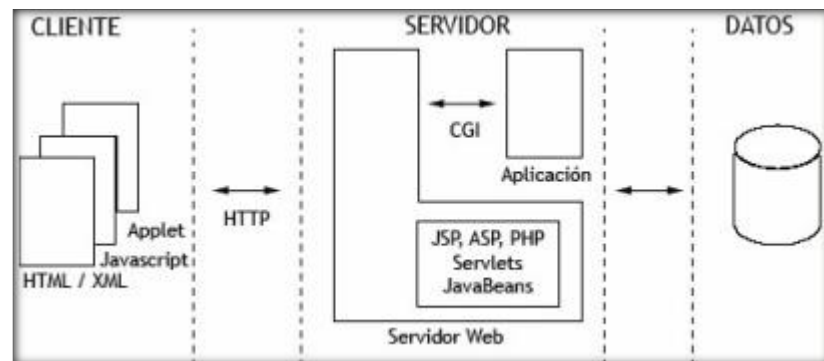 CLIENTE
SERVIDOR
DATOS
Applet
Javascript
HTML / XML
HTTP
CGI
Aplicación
JSP, ASP, PHP
Servlets
JavaBeans
Servidor Web